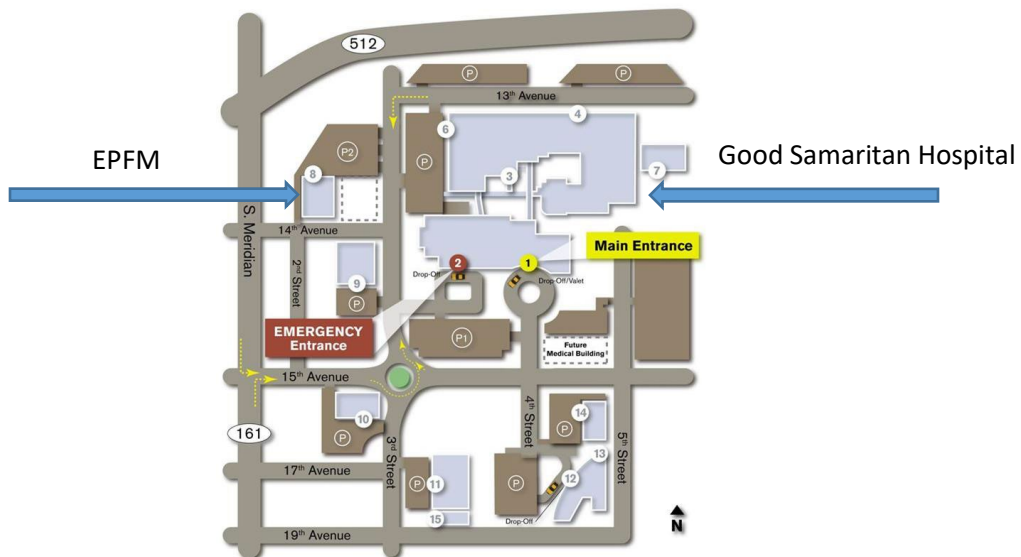 512
P
P
13th Avenue
4
6
P2
P
EPFM
Good Samaritan Hospital
8
3
7
S. Meridian
14th Avenue
Main Entrance
2
1
Drop-Off
Drop-Off/Valet
2nd Street
9
P
EMERGENCY
Entrance
P1
Future
Medical Building
15th Avenue
10
P
161
3rd Street
4th Street
5th Street
14
P
13
17th Avenue
P
11
P
12
15
Drop-Off
19th Avenue
N